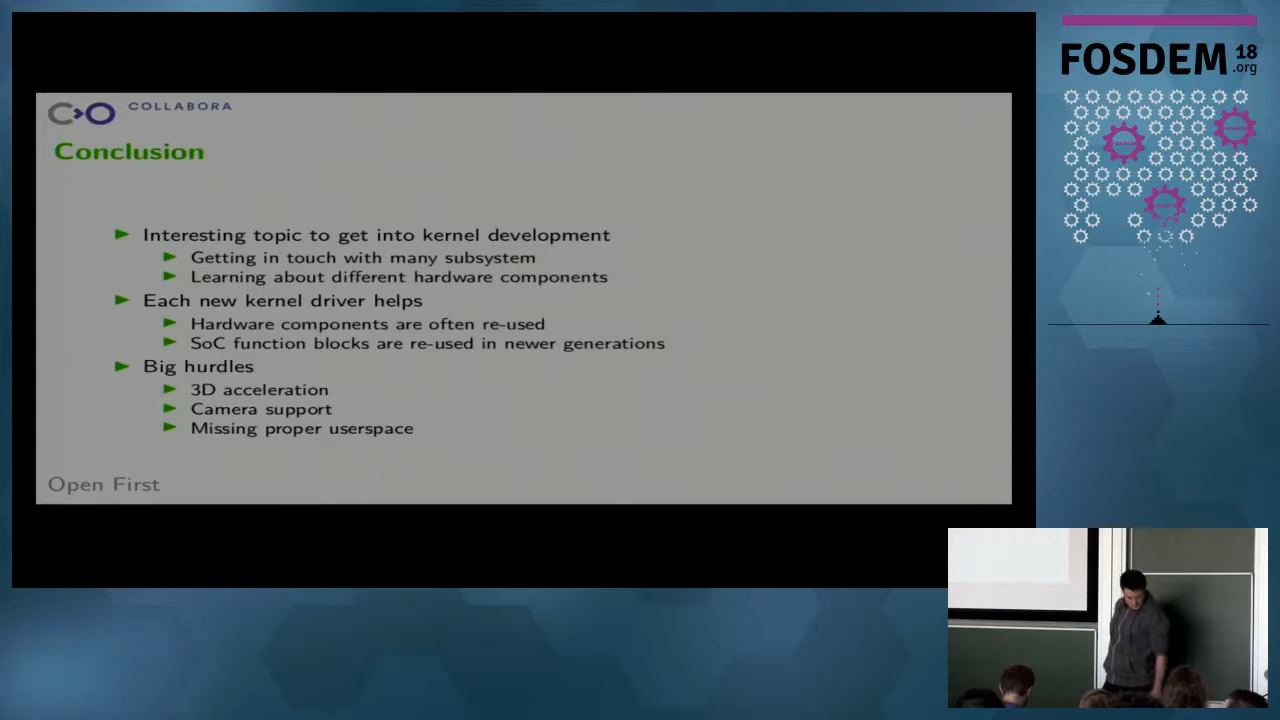 COLLABORA
Conclusion
Interesting topic to get into kernel development
Getting in touch with many subsystem
Learning about different hardware components
Each new kernel driver helps
Hardware components are often re-used
SoC function blocks are re-used in newer generations
Big hurdles
3D acceleration
Camera support
Missing proper userspace
Open First
FOSDEM 18
.org